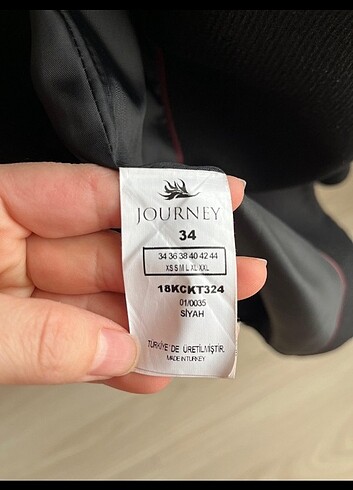 JOURNEY
34
34 36 38 40 42 44
XS S M L XL XXL
18KCKT324
01/0035
SİYAH
TÜRKİYE'DE ÜRETİLMİŞTİR.
MADE IN TURKEY